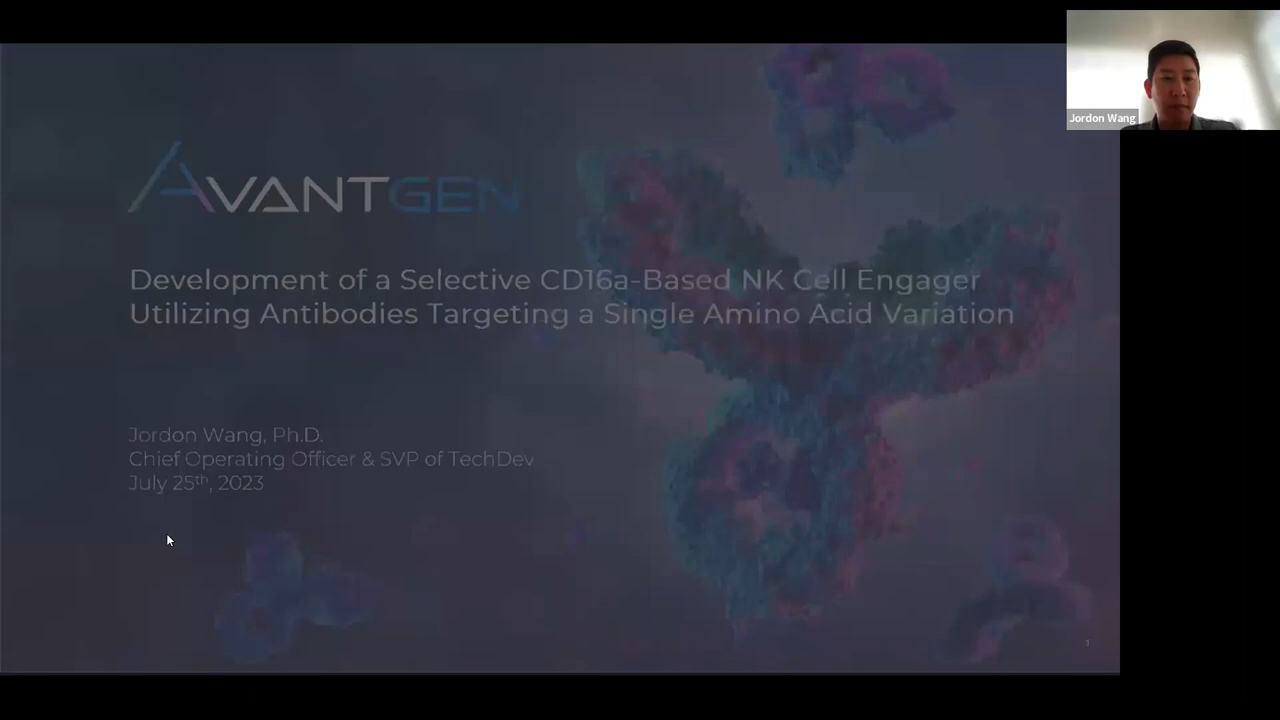 AVANTGEN
Development of a Selective CD16a-Based NK Cell Engager
Utilizing Antibodies Targeting a Single Amino Acid Variation
Jordon Wang, Ph.D.
Chief Operating Officer & SVP of TechDev
July 25th, 2023
1
Jordon Wang